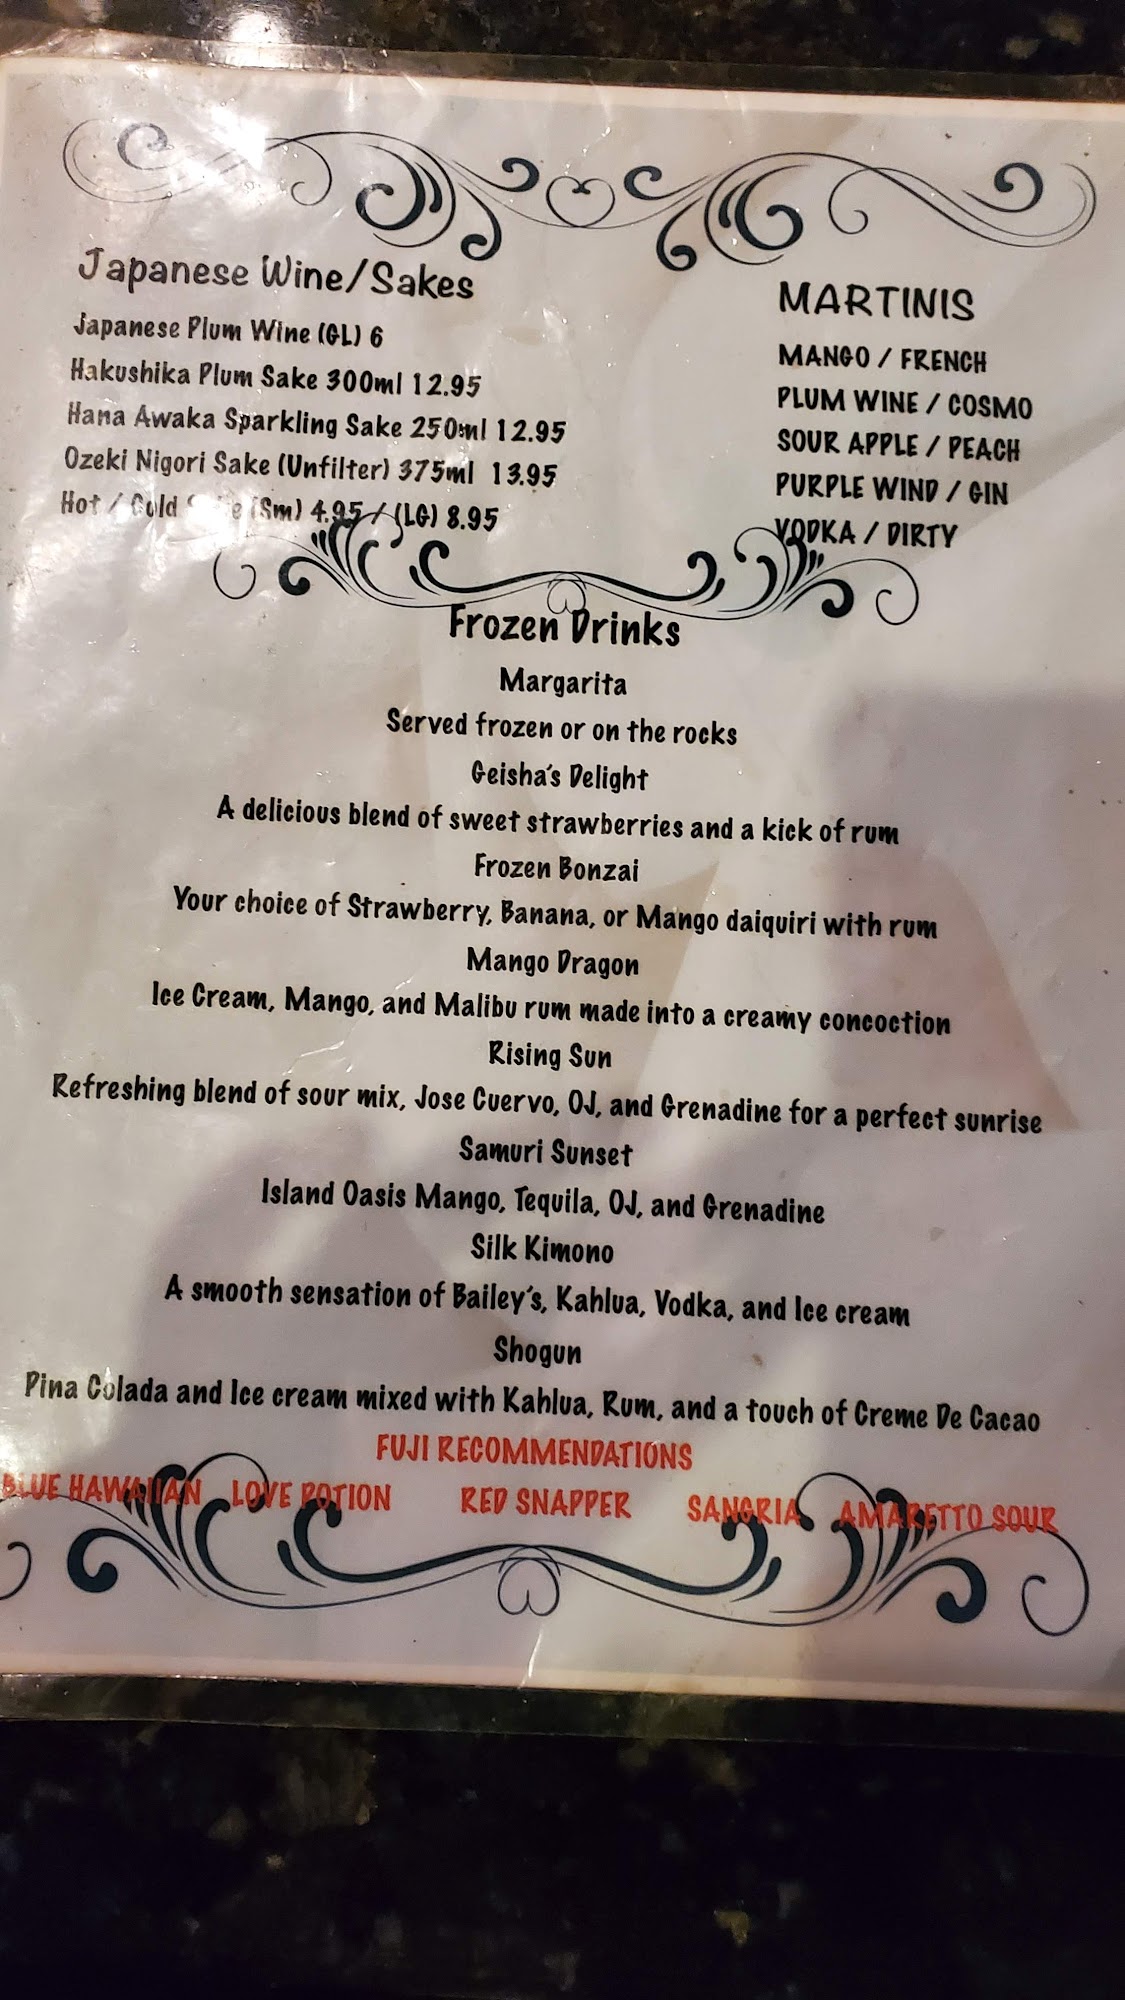 Japanese Wine/Sakes
Japanese Plum Wine (GL) 6
Hakushika Plum Sake 300ml 12.95
Hana Awaka Sparkling Sake 250ml 12.95
Ozeki Nigori Sake (Unfilter) 375ml 13.95
Hot / Cold (Sm) 4.95 / (LG) 8.95
MARTINIS
MANGO / FRENCH
PLUM WINE / COSMO
SOUR APPLE / PEACH
PURPLE WIND / GIN
VODKA / DIRTY
Frozen Drinks
Margarita
Served frozen or on the rocks
Geisha's Delight
A delicious blend of sweet strawberries and a kick of rum
Frozen Bonzai
Your choice of Strawberry, Banana, or Mango daiquiri with rum
Mango Dragon
Ice Cream, Mango, and Malibu rum made into a creamy concoction
Rising Sun
Refreshing blend of sour mix, Jose Cuervo, OJ, and Grenadine for a perfect sunrise
Samuri Sunset
Island Oasis Mango, Tequila, OJ, and Grenadine
Silk Kimono
A smooth sensation of Bailey's, Kahlua, Vodka, and Ice cream
Shogun
Pina Colada and Ice cream mixed with Kahlua, Rum, and a touch of Creme De Cacao
FUJI RECOMMENDATIONS
BLUE HAWAIIAN LOVE POTION RED SNAPPER SANGRIA AMARETTO SOUR